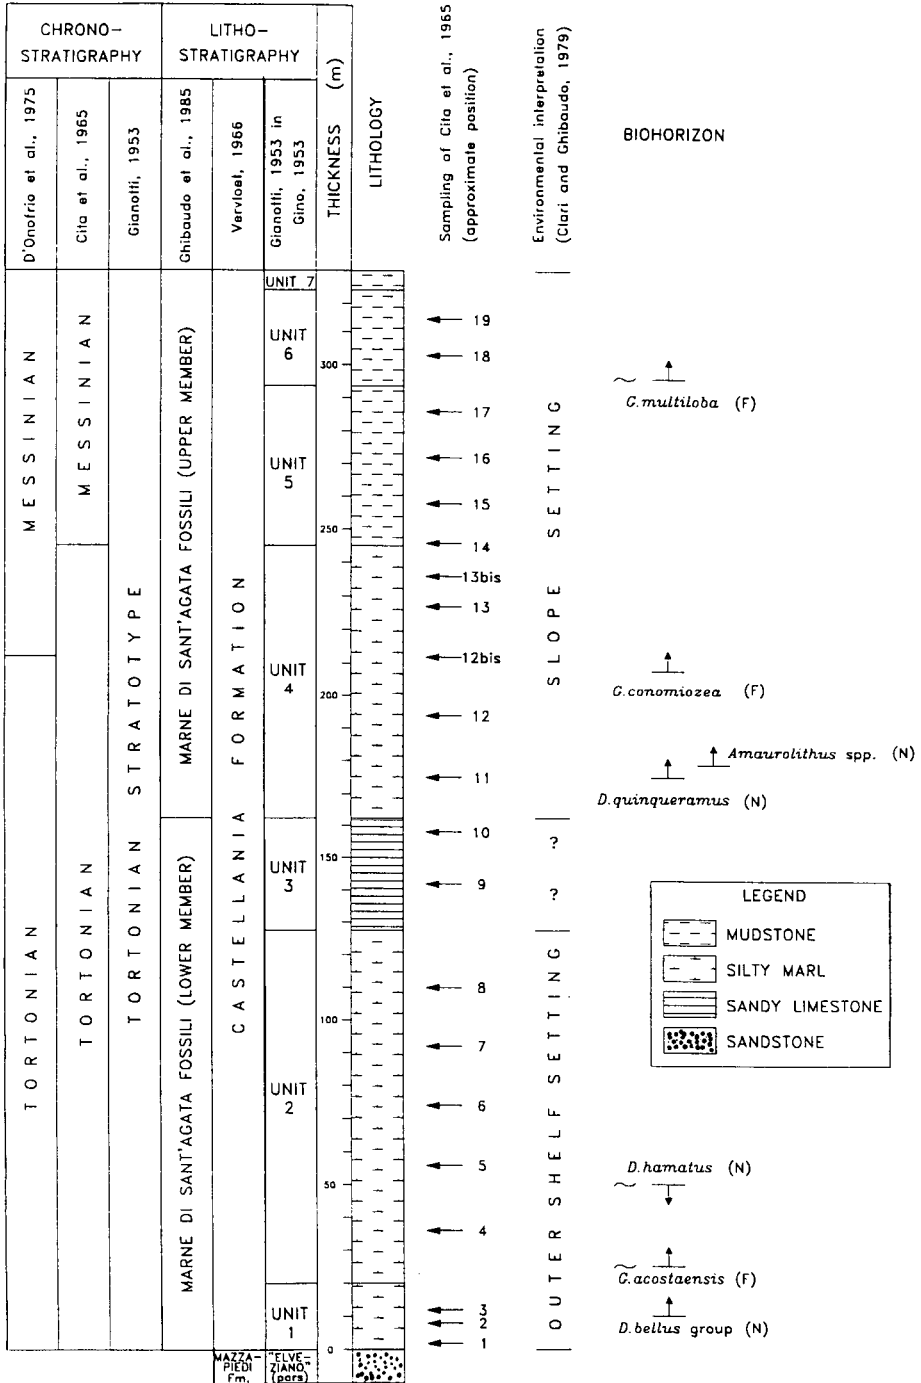 CHRONO-
STRATIGRAPHY
LITHO-
STRATIGRAPHY
D'Onofrio et al., 1975
Cita et al., 1965
Gianotti, 1953
Ghibaudo et al., 1985
Vervloet, 1966
Gianotti, 1953 in
Gino, 1953
THICKNESS (m)
LITHOLOGY
Sampling of Cita et al., 1965
(approximate position)
Environmental interpretation
(Clari and Ghibaudo, 1979)
BIOHORIZON
MESSINIAN
TORTONIAN
MESSINIAN
TORTONIAN
TORTONIAN STRATOTYPE
MARNE DI SANT'AGATA FOSSILI (UPPER MEMBER)
MARNE DI SANT'AGATA FOSSILI (LOWER MEMBER)
CASTELLANIA FORMATION
MAZZA-
PIEDI
Fm.
UNIT 7
UNIT
6
UNIT
5
UNIT
4
UNIT
3
UNIT
2
UNIT
1
"ELVE-
ZIANO"
(pars)
300
250
200
150
100
50
0
19
18
17
16
15
14
13bis
13
12bis
12
11
10
9
8
7
6
5
4
3
2
1
SLOPE SETTING
?
?
OUTER SHELF SETTING
~
G.multiloba (F)
G.conomiozea (F)
Amaurolithus spp. (N)
D.quinqueramus (N)
D.hamatus (N)
~
~
G.acostaensis (F)
D.bellus group (N)
LEGEND
MUDSTONE
SILTY MARL
SANDY LIMESTONE
SANDSTONE